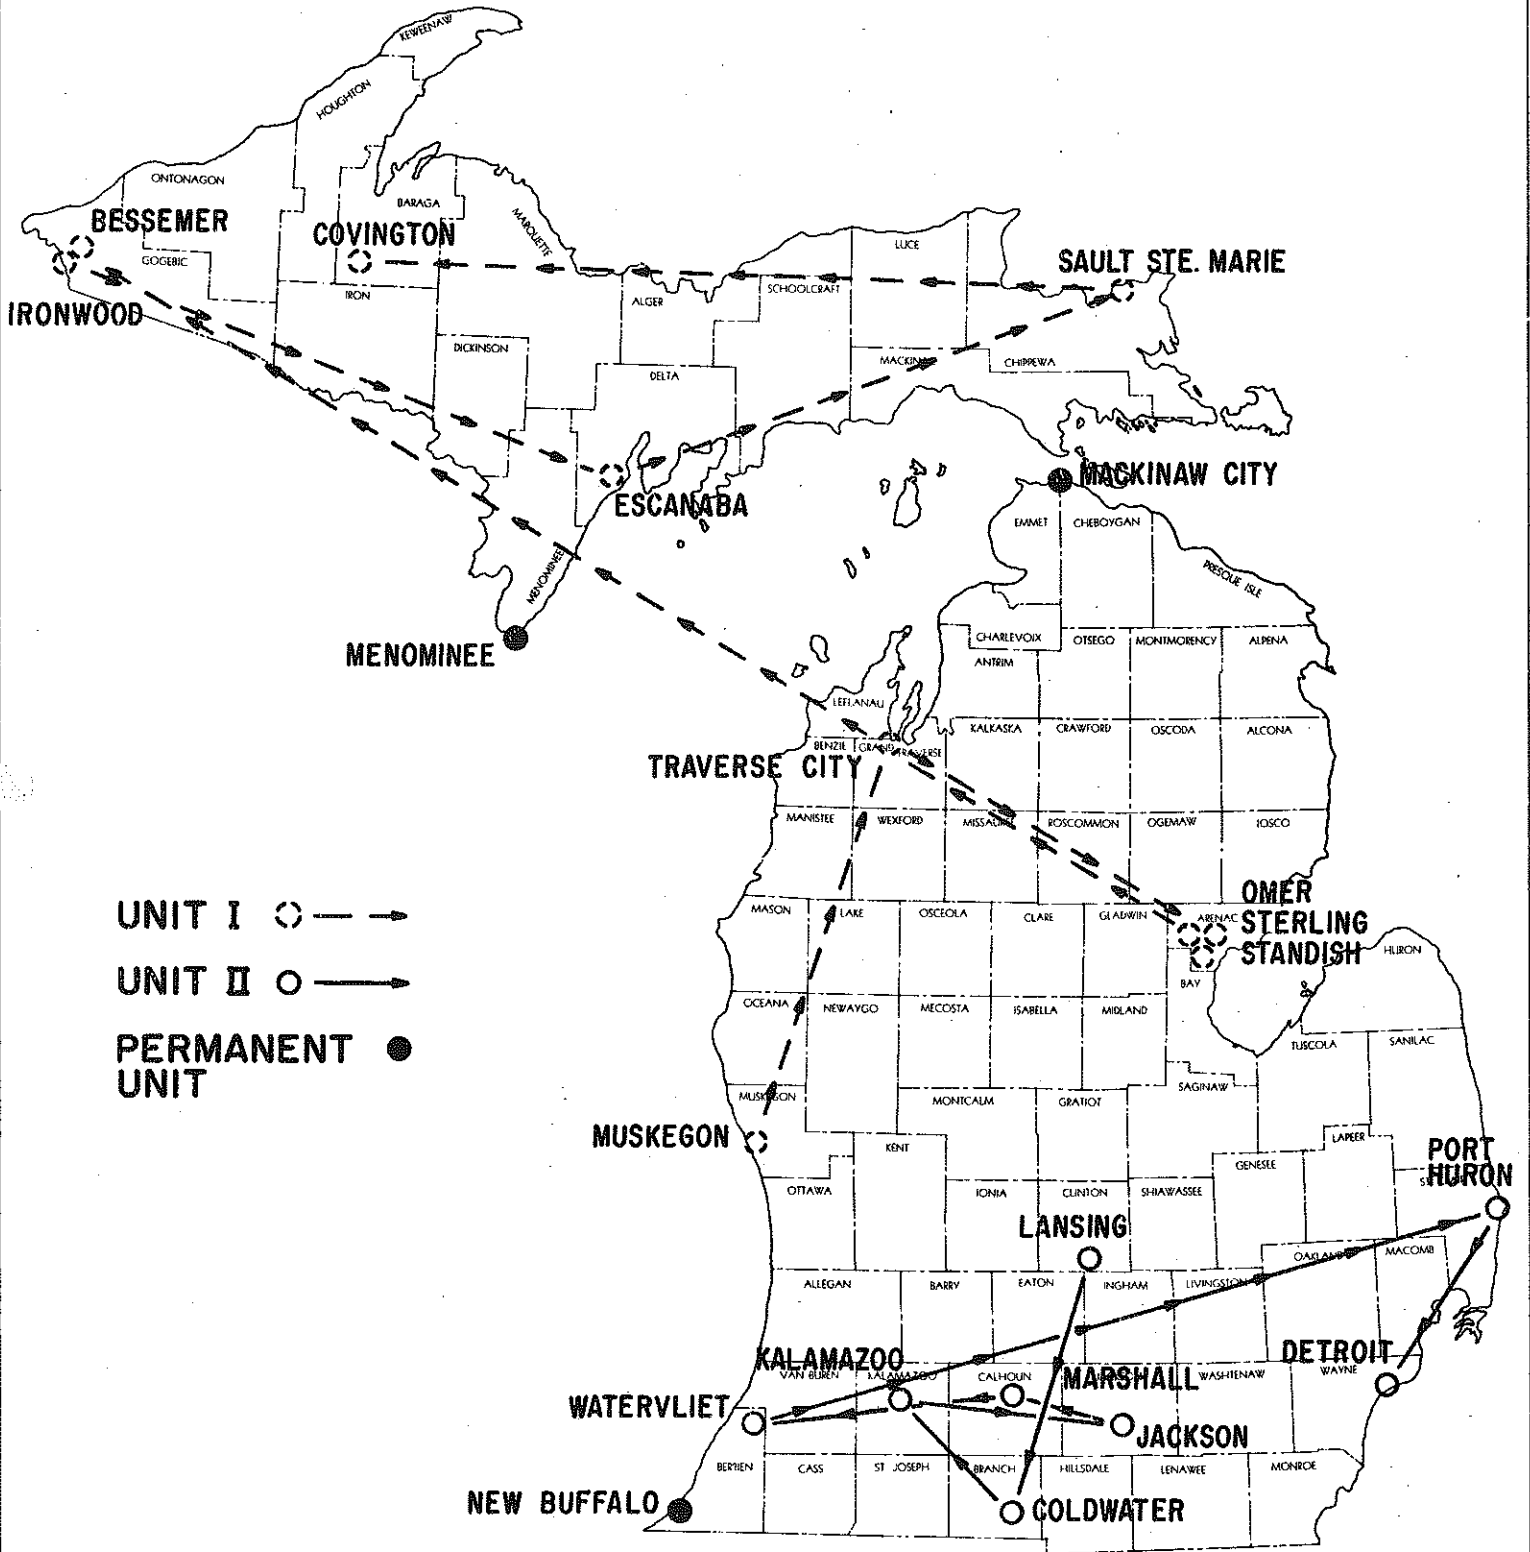 KEWEENAW
HOUGHTON
ONTONAGON
BARAGA
BESSEMER
COVINGTON
MARQUETTE
LUCE
GOGEBIC
SAULT STE. MARIE
IRON
ALGER
SCHOOLCRAFT
IRONWOOD
DICKINSON
MACKINAC
CHIPPEWA
DELTA
MACKINAW CITY
ESCANABA
EMMET
CHEBOYGAN
PRESQUE ISLE
MENOMINEE
MENOMINEE
CHARLEVOIX
OTSEGO
MONTMORENCY
ALPENA
ANTRIM
LEELANAU
KALKASKA
CRAWFORD
OSCODA
ALCONA
BENZIE
GRAND TRAVERSE
TRAVERSE CITY
MANISTEE
WEXFORD
MISSAUKEE
ROSCOMMON
OGEMAW
IOSCO
OMER
STERLING
STANDISH
UNIT I
MASON
LAKE
OSCEOLA
CLARE
GLADWIN
ARENAC
HURON
UNIT II
BAY
OCEANA
NEWAYGO
MECOSTA
ISABELLA
MIDLAND
PERMANENT
UNIT
TUSCOLA
SANILAC
SAGINAW
MUSKEGON
MONTCALM
GRATIOT
MUSKEGON
KENT
LAPEER
PORT
HURON
GENESEE
OTTAWA
IONIA
CLINTON
SHIAWASSEE
LANSING
OAKLAND
MACOMB
ALLEGAN
BARRY
EATON
INGHAM
LIVINGSTON
KALAMAZOO
DETROIT
VAN BUREN
KALAMAZOO
CALHOUN
MARSHALL
WASHTENAW
WAYNE
WATERVLIET
JACKSON
BERRIEN
CASS
ST JOSEPH
BRANCH
HILLSDALE
LENAWEE
MONROE
NEW BUFFALO
COLDWATER